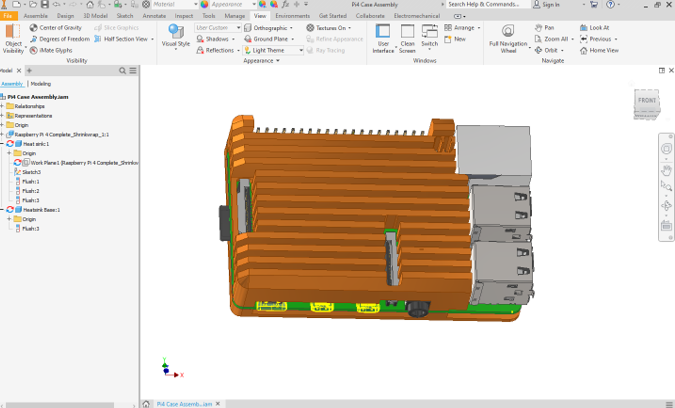 Material
Appearance
Pi4 Case Assembly
Search Help & Commands...
Sign In
File
Assemble
Design
3D Model
Sketch
Annotate
Inspect
Tools
Manage
View
Environments
Get Started
Collaborate
Electromechanical
Object Visibility
Center of Gravity
Degrees of Freedom
iMate Glyphs
Slice Graphics
Half Section View
Visibility
Visual Style
User Custom
Shadows
Reflections
Orthographic
Ground Plane
Light Theme
Textures On
Refine Appearance
Ray Tracing
Appearance
User Interface
Clean Screen
Switch
Arrange
New
Windows
Full Navigation Wheel
Pan
Zoom All
Orbit
Look At
Previous
Home View
Navigate
Model
Assembly
Modeling
Pi4 Case Assembly.iam
Relationships
Representations
Origin
Raspberry Pi 4 Complete_Shrinkwrap_1:1
Heat sink:1
Origin
Work Plane1 (Raspberry Pi 4 Complete_Shrinkw
Sketch3
Flush:1
Flush:2
Flush:3
Heatsink Base:1
Origin
Flush:3
FRONT
Y
X
Pi4 Case Assemb...iam